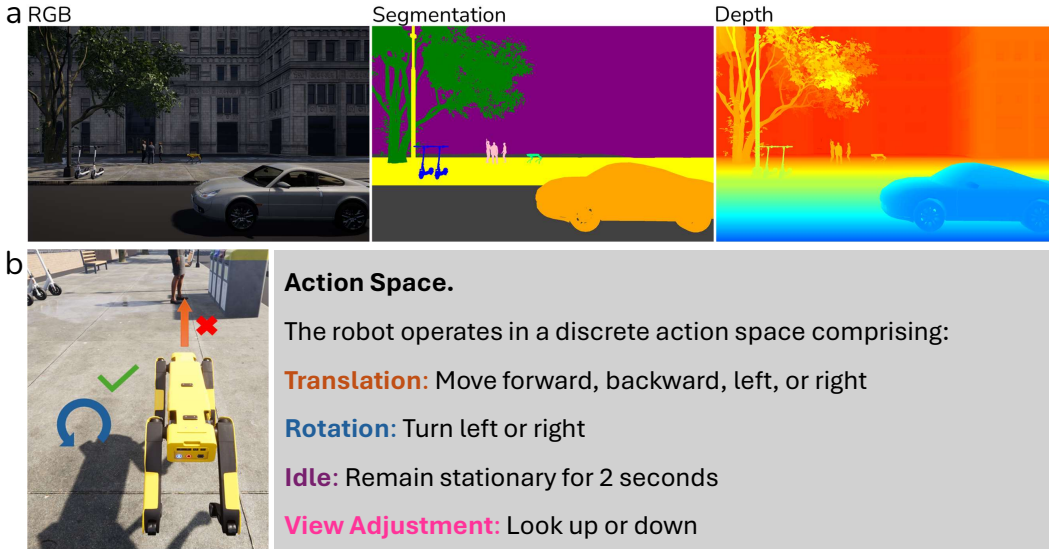 a RGB Segmentation Depth
b
Action Space.
The robot operates in a discrete action space comprising:
Translation: Move forward, backward, left, or right
Rotation: Turn left or right
Idle: Remain stationary for 2 seconds
View Adjustment: Look up or down